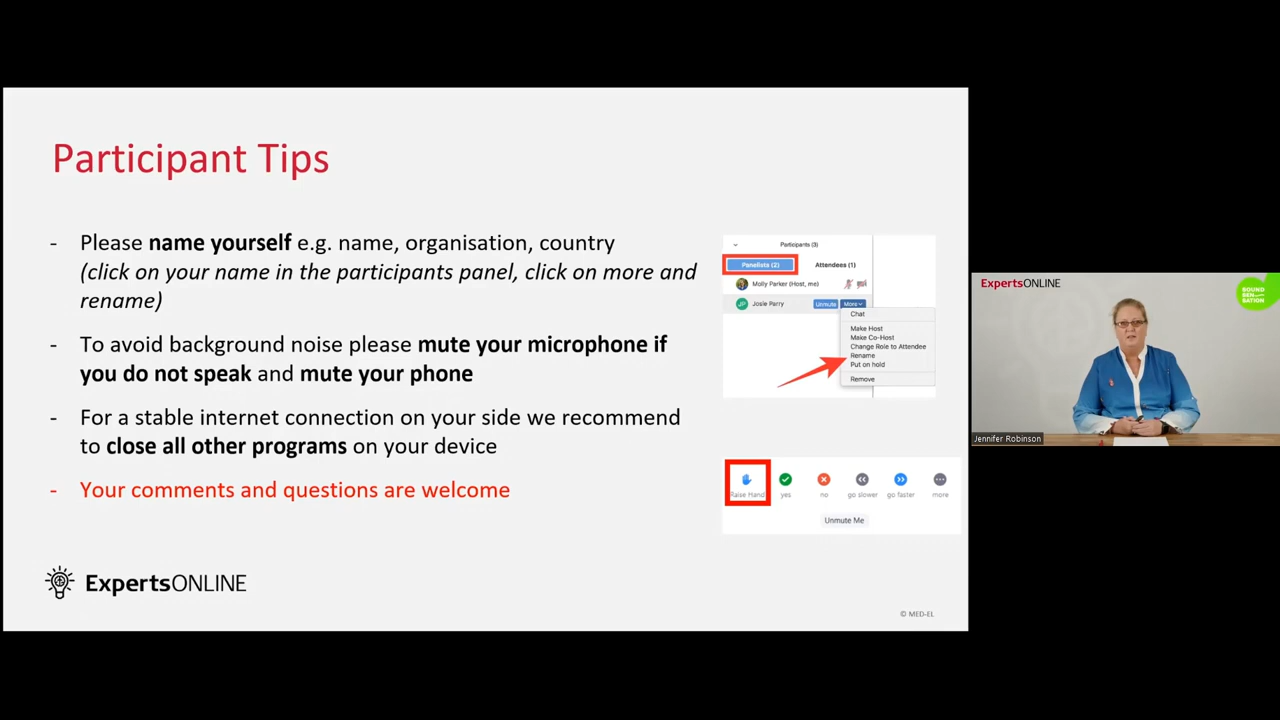 Participant Tips
- Please name yourself e.g. name, organisation, country
(click on your name in the participants panel, click on more and
rename)
- To avoid background noise please mute your microphone if
you do not speak and mute your phone
- For a stable internet connection on your side we recommend
to close all other programs on your device
- Your comments and questions are welcome
Participants (3)
Panelists (2) Attendees (1)
Molly Parker (Host, me)
JP Josie Parry Unmute More
Chat
Make Host
Make Co-Host
Change Role to Attendee
Rename
Put on hold
Remove
Raise Hand yes no go slower go faster more
Unmute Me
ExpertsONLINE
© MED-EL
ExpertsONLINE
SOUND
SEN-
SATION
Jennifer Robinson